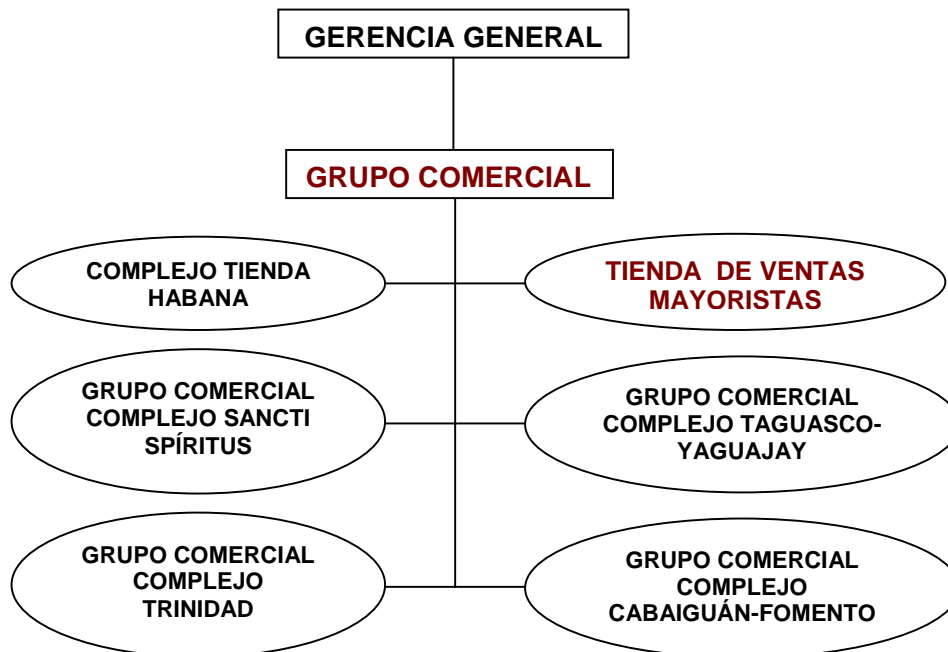 GERENCIA GENERAL
GRUPO COMERCIAL
COMPLEJO TIENDA
HABANA
TIENDA DE VENTAS
MAYORISTAS
GRUPO COMERCIAL
COMPLEJO SANCTI
SPÍRITUS
GRUPO COMERCIAL
COMPLEJO TAGUASCO-
YAGUAJAY
GRUPO COMERCIAL
COMPLEJO
TRINIDAD
GRUPO COMERCIAL
COMPLEJO
CABAIGUÁN-FOMENTO